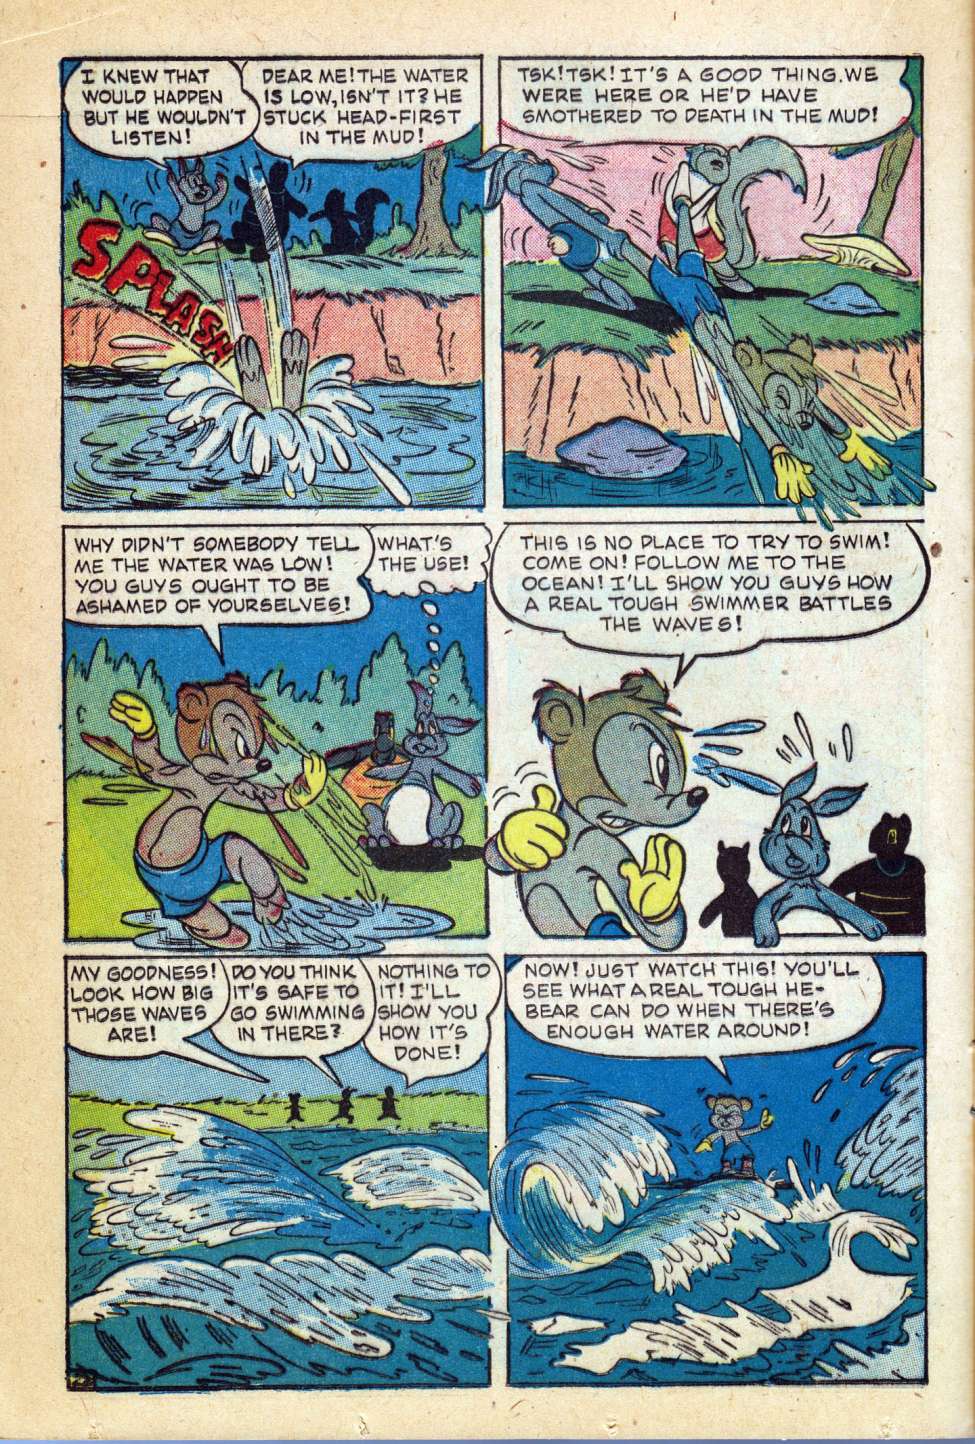 I KNEW THAT
WOULD HAPPEN
BUT HE WOULDN'T
LISTEN!
DEAR ME! THE WATER
IS LOW, ISN'T IT? HE
STUCK HEAD-FIRST
IN THE MUD!
SPLASH
TSK! TSK! IT'S A GOOD THING, WE
WERE HERE OR HE'D HAVE
SMOTHERED TO DEATH IN THE MUD!
WHY DIDN'T SOMEBODY TELL
ME THE WATER WAS LOW!
YOU GUYS OUGHT TO BE
ASHAMED OF YOURSELVES!
WHAT'S
THE USE!
THIS IS NO PLACE TO TRY TO SWIM!
COME ON! FOLLOW ME TO THE
OCEAN! I'LL SHOW YOU GUYS HOW
A REAL TOUGH SWIMMER BATTLES
THE WAVES!
MY GOODNESS!
LOOK HOW BIG
THOSE WAVES
ARE!
DO YOU THINK
IT'S SAFE TO
GO SWIMMING
IN THERE?
NOTHING TO
IT! I'LL
SHOW YOU
HOW IT'S
DONE!
NOW! JUST WATCH THIS! YOU'LL
SEE WHAT A REAL TOUGH HE-
BEAR CAN DO WHEN THERE'S
ENOUGH WATER AROUND!
2